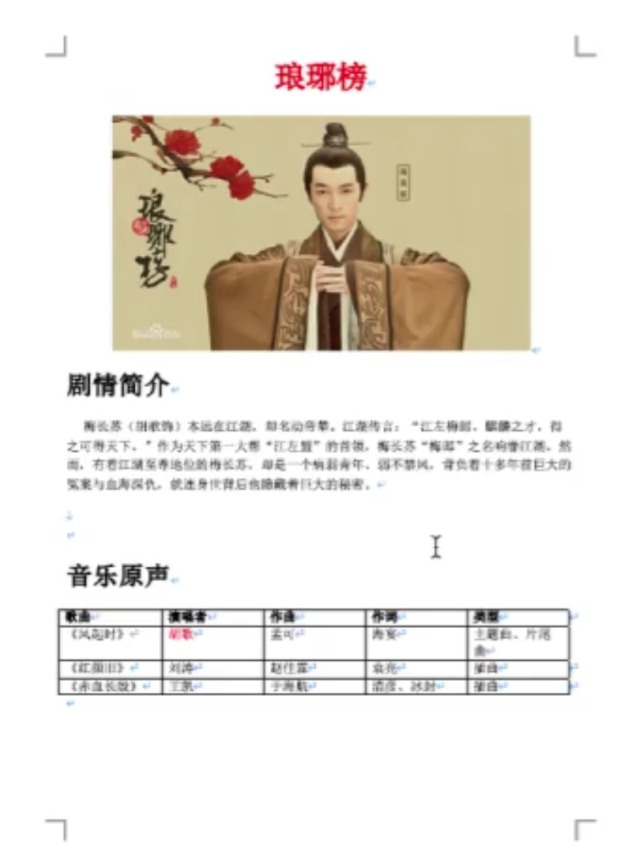 琅琊榜
琅琊榜
剧情简介
梅长苏（胡歌饰）本远在江湖，却名动帝辇。江湖传言：“江左梅郎，麒麟之才，得
之可得天下。”作为天下第一大帮“江左盟”的首领，梅长苏“梅郎”之名响誉江湖。然
而，有着江湖至尊地位的梅长苏，却是一个病弱青年、弱不禁风，背负着十多年前巨大的
冤案与血海深仇，就连身世背后也隐藏着巨大的秘密。
音乐原声
歌曲 演唱者 作曲 作词 类型
《风起时》 胡歌 孟可 海宴 主题曲、片尾
曲
《红颜旧》 刘涛 赵佳霖 袁亮 插曲
《赤血长殷》 王凯 于海航 清彦、冰封 插曲